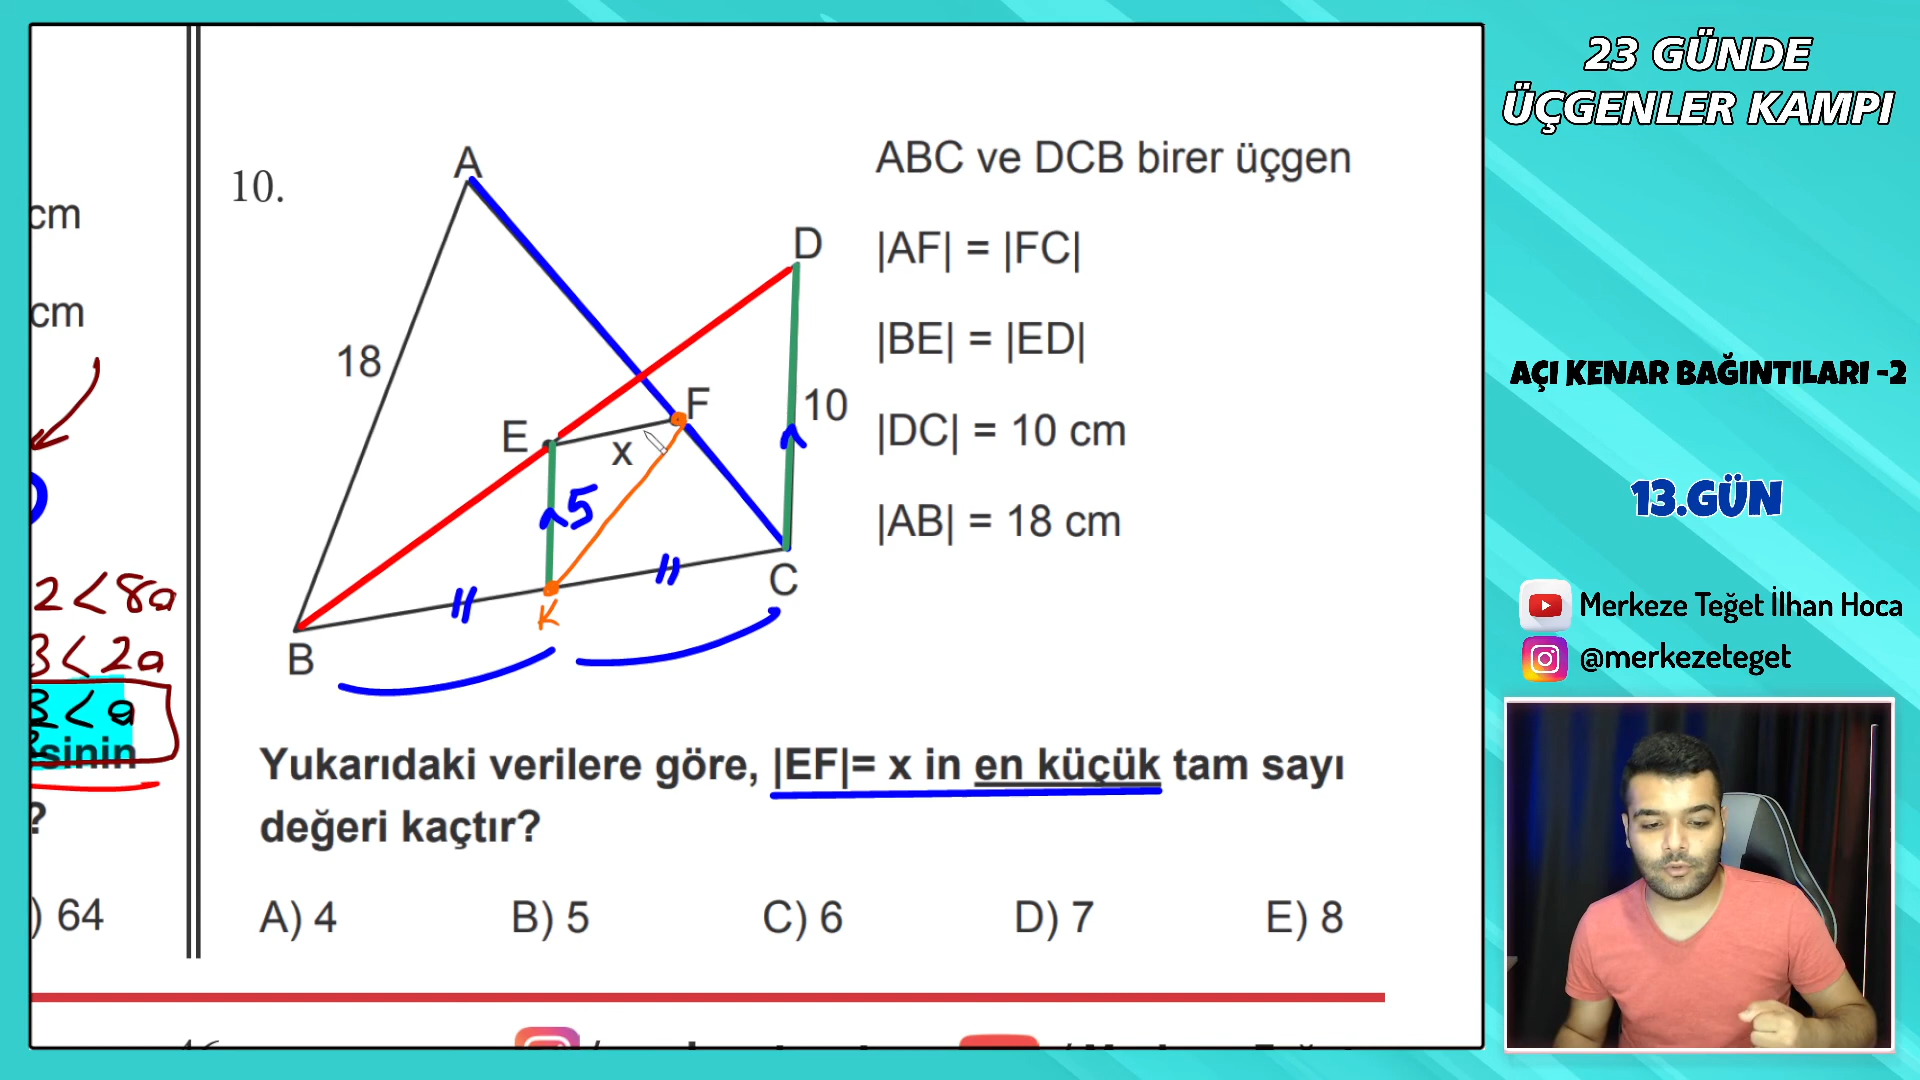 23 GÜNDE
ÜÇGENLER KAMPI
AÇI KENAR BAĞINTILARI -2
13.GÜN
Merkeze Teğet İlhan Hoca
@merkezeteget
cm
cm
2 < 8a
3 < 2a
< a
sinin
?
) 64
10.
A
D
18
F
10
E
x
5
C
K
B
ABC ve DCB birer üçgen
|AF| = |FC|
|BE| = |ED|
|DC| = 10 cm
|AB| = 18 cm
Yukarıdaki verilere göre, |EF|= x in en küçük tam sayı
değeri kaçtır?
A) 4 B) 5 C) 6 D) 7 E) 8